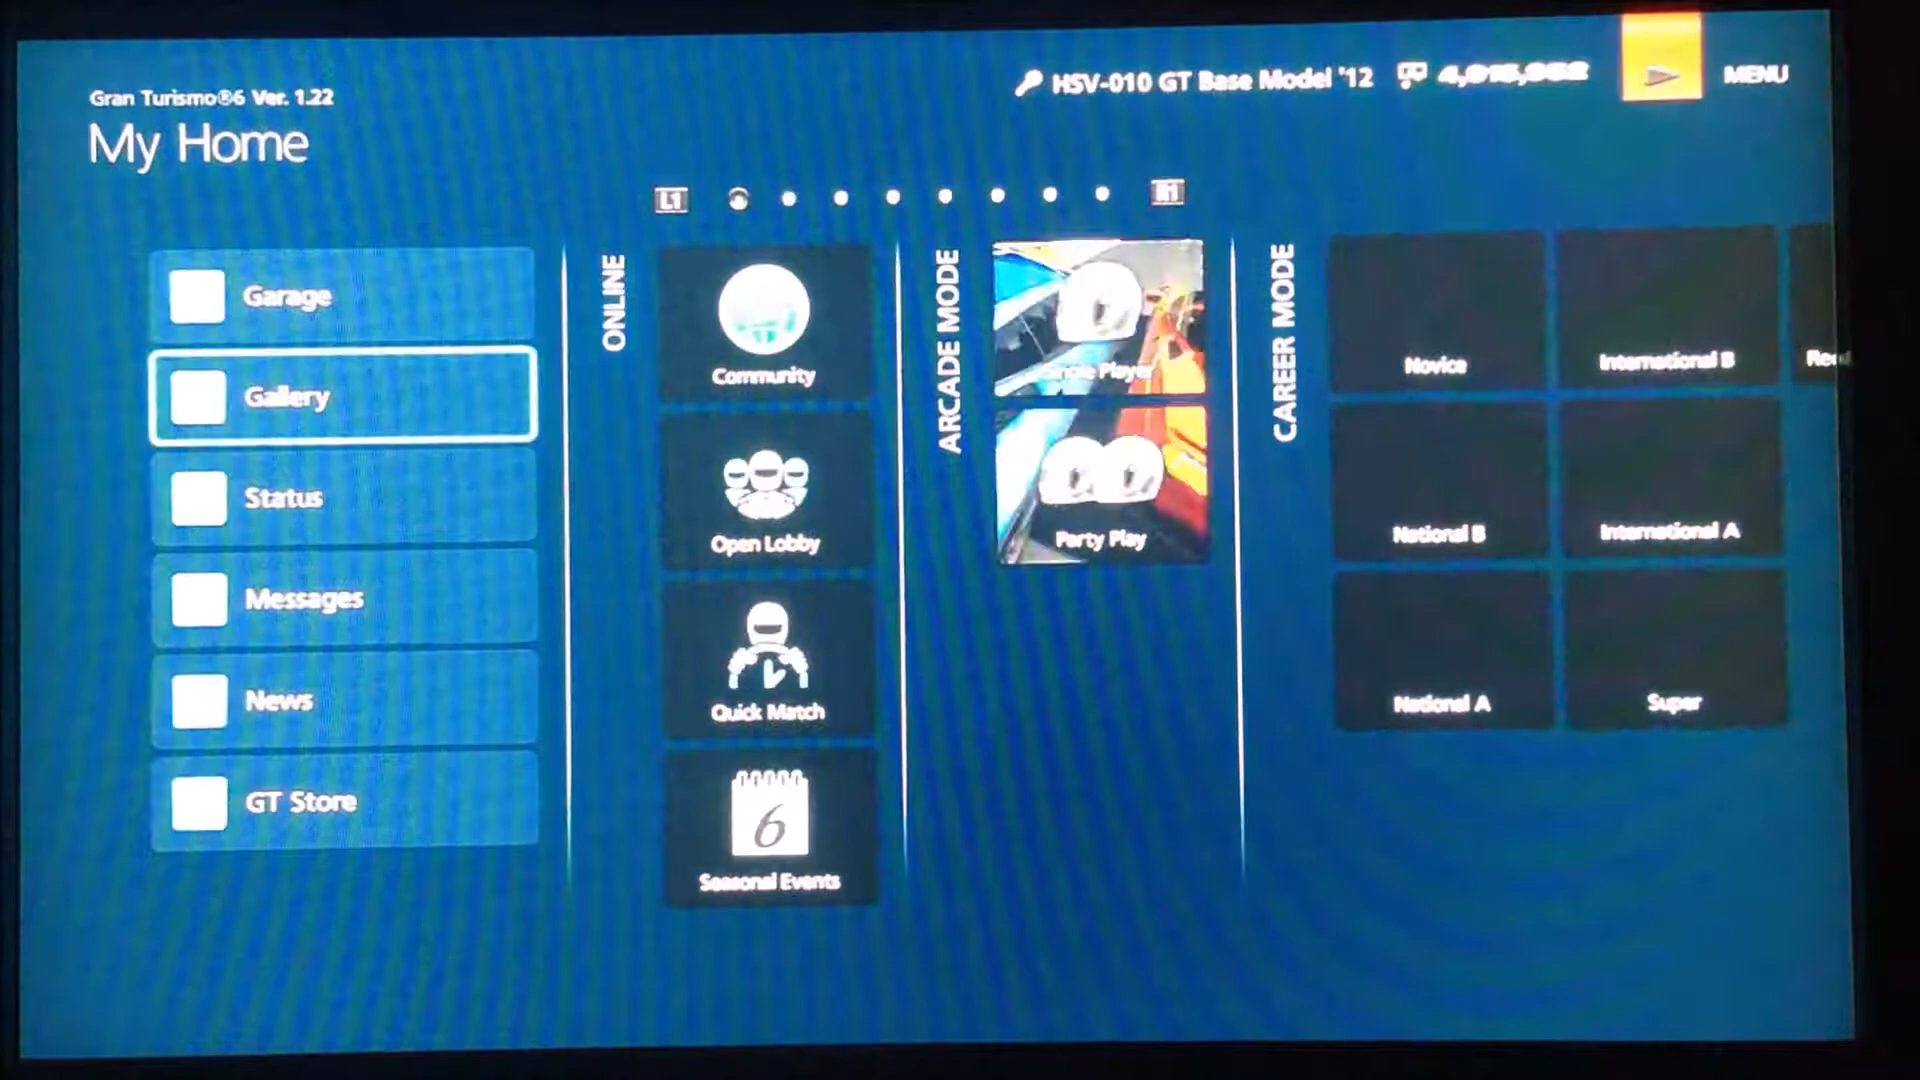 Gran Turismo®6 Ver. 1.22
My Home
HSV-010 GT Base Model '12
MENU
L1
R1
Garage
Gallery
Status
Messages
News
GT Store
ONLINE
Community
Open Lobby
Quick Match
6
Seasonal Events
ARCADE MODE
Single Player
Party Play
CAREER MODE
Novice
International B
National B
International A
National A
Super